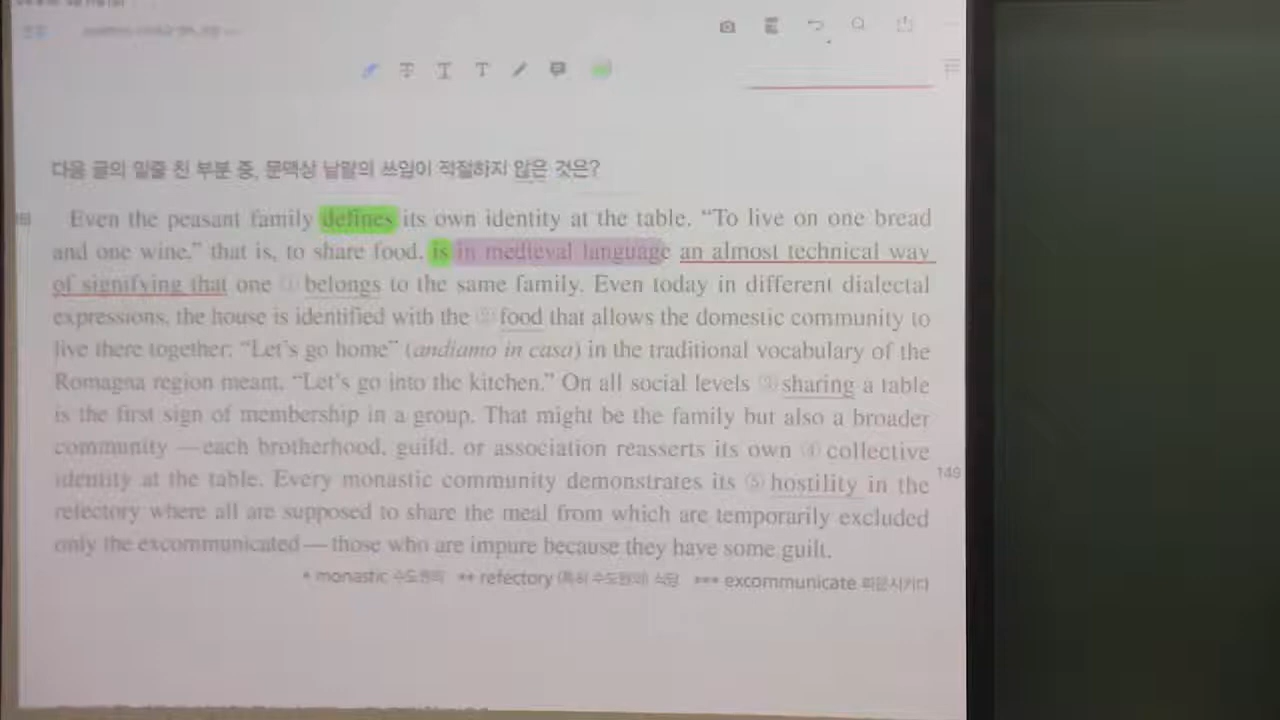 다음 글의 밑줄 친 부분 중, 문맥상 낱말의 쓰임이 적절하지 않은 것은?
Even the peasant family defines its own identity at the table. “To live on one bread
and one wine,” that is, to share food, is in medieval language an almost technical way
of signifying that one ① belongs to the same family. Even today in different dialectal
expressions, the house is identified with the ② food that allows the domestic community to
live there together: “Let’s go home” (andiamo in casa) in the traditional vocabulary of the
Romagna region meant, “Let’s go into the kitchen.” On all social levels ③ sharing a table
is the first sign of membership in a group. That might be the family but also a broader
community — each brotherhood, guild, or association reasserts its own ④ collective
identity at the table. Every monastic community demonstrates its ⑤ hostility in the
149
refectory where all are supposed to share the meal from which are temporarily excluded
only the excommunicated — those who are impure because they have some guilt.
* monastic 수도원의 ** refectory (특히 수도원의) 식당 *** excommunicate 파문시키다